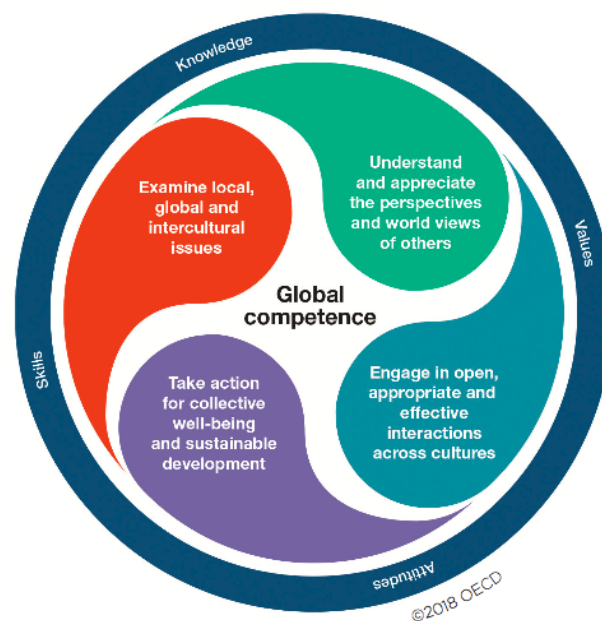 Knowledge
Examine local,
global and
intercultural
issues
Understand
and appreciate
the perspectives
and world views
of others
Values
Global
competence
Skills
Take action
for collective
well-being
and sustainable
development
Engage in open,
appropriate and
effective
interactions
across cultures
Attitudes
©2018 OECD